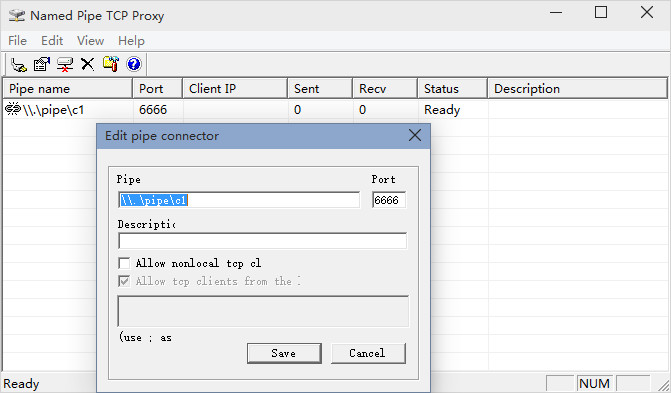 Named Pipe TCP Proxy
File Edit View Help
Pipe name Port Client IP Sent Recv Status Description
\\.\pipe\c1 6666 0 0 Ready
Edit pipe connector
Pipe Port
\\.\pipe\c1 6666
Descriptic
Allow nonlocal tcp cl
Allow tcp clients from the
(use ; as
Save Cancel
Ready NUM